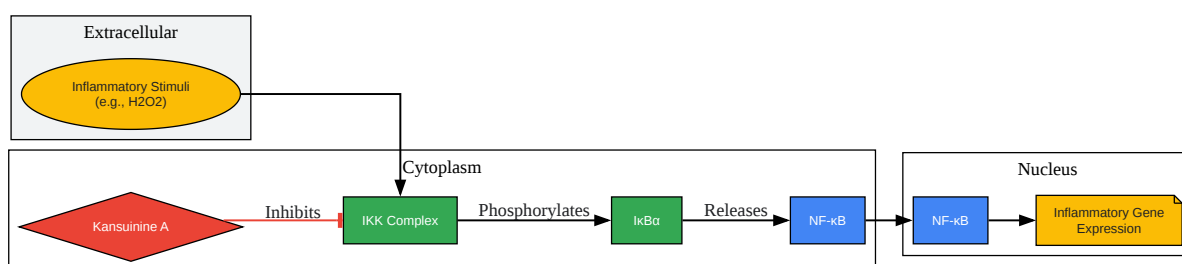 Extracellular
Inflammatory Stimuli
(e.g., H2O2)
Cytoplasm
Kansuinine A
Inhibits
IKK Complex
Phosphorylates
IκBα
Releases
NF-κB
Nucleus
NF-κB
Inflammatory Gene
Expression